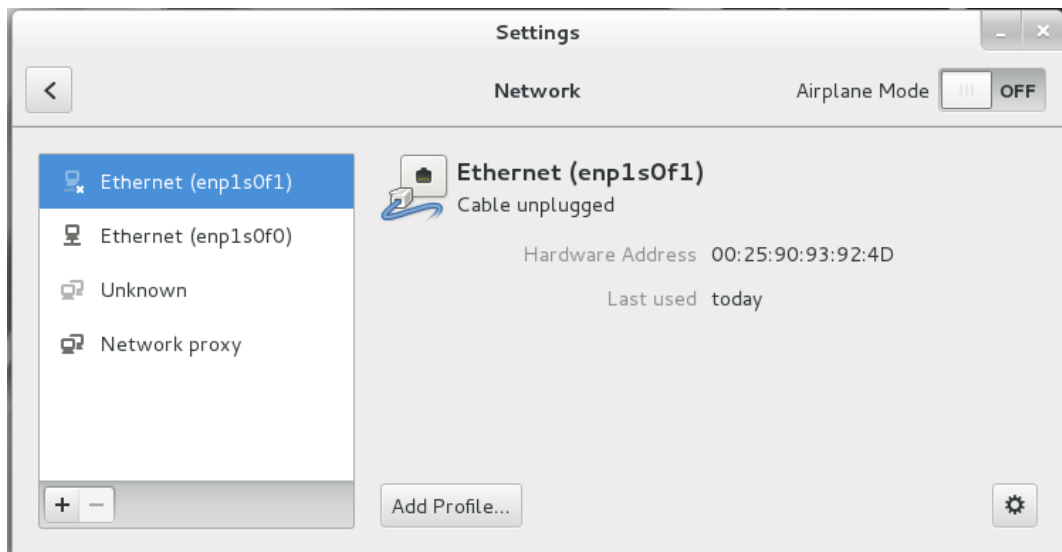 Settings
Network
Airplane Mode OFF
Ethernet (enp1s0f1)
Ethernet (enp1s0f0)
Unknown
Network proxy
Ethernet (enp1s0f1)
Cable unplugged
Hardware Address 00:25:90:93:92:4D
Last used today
Add Profile...